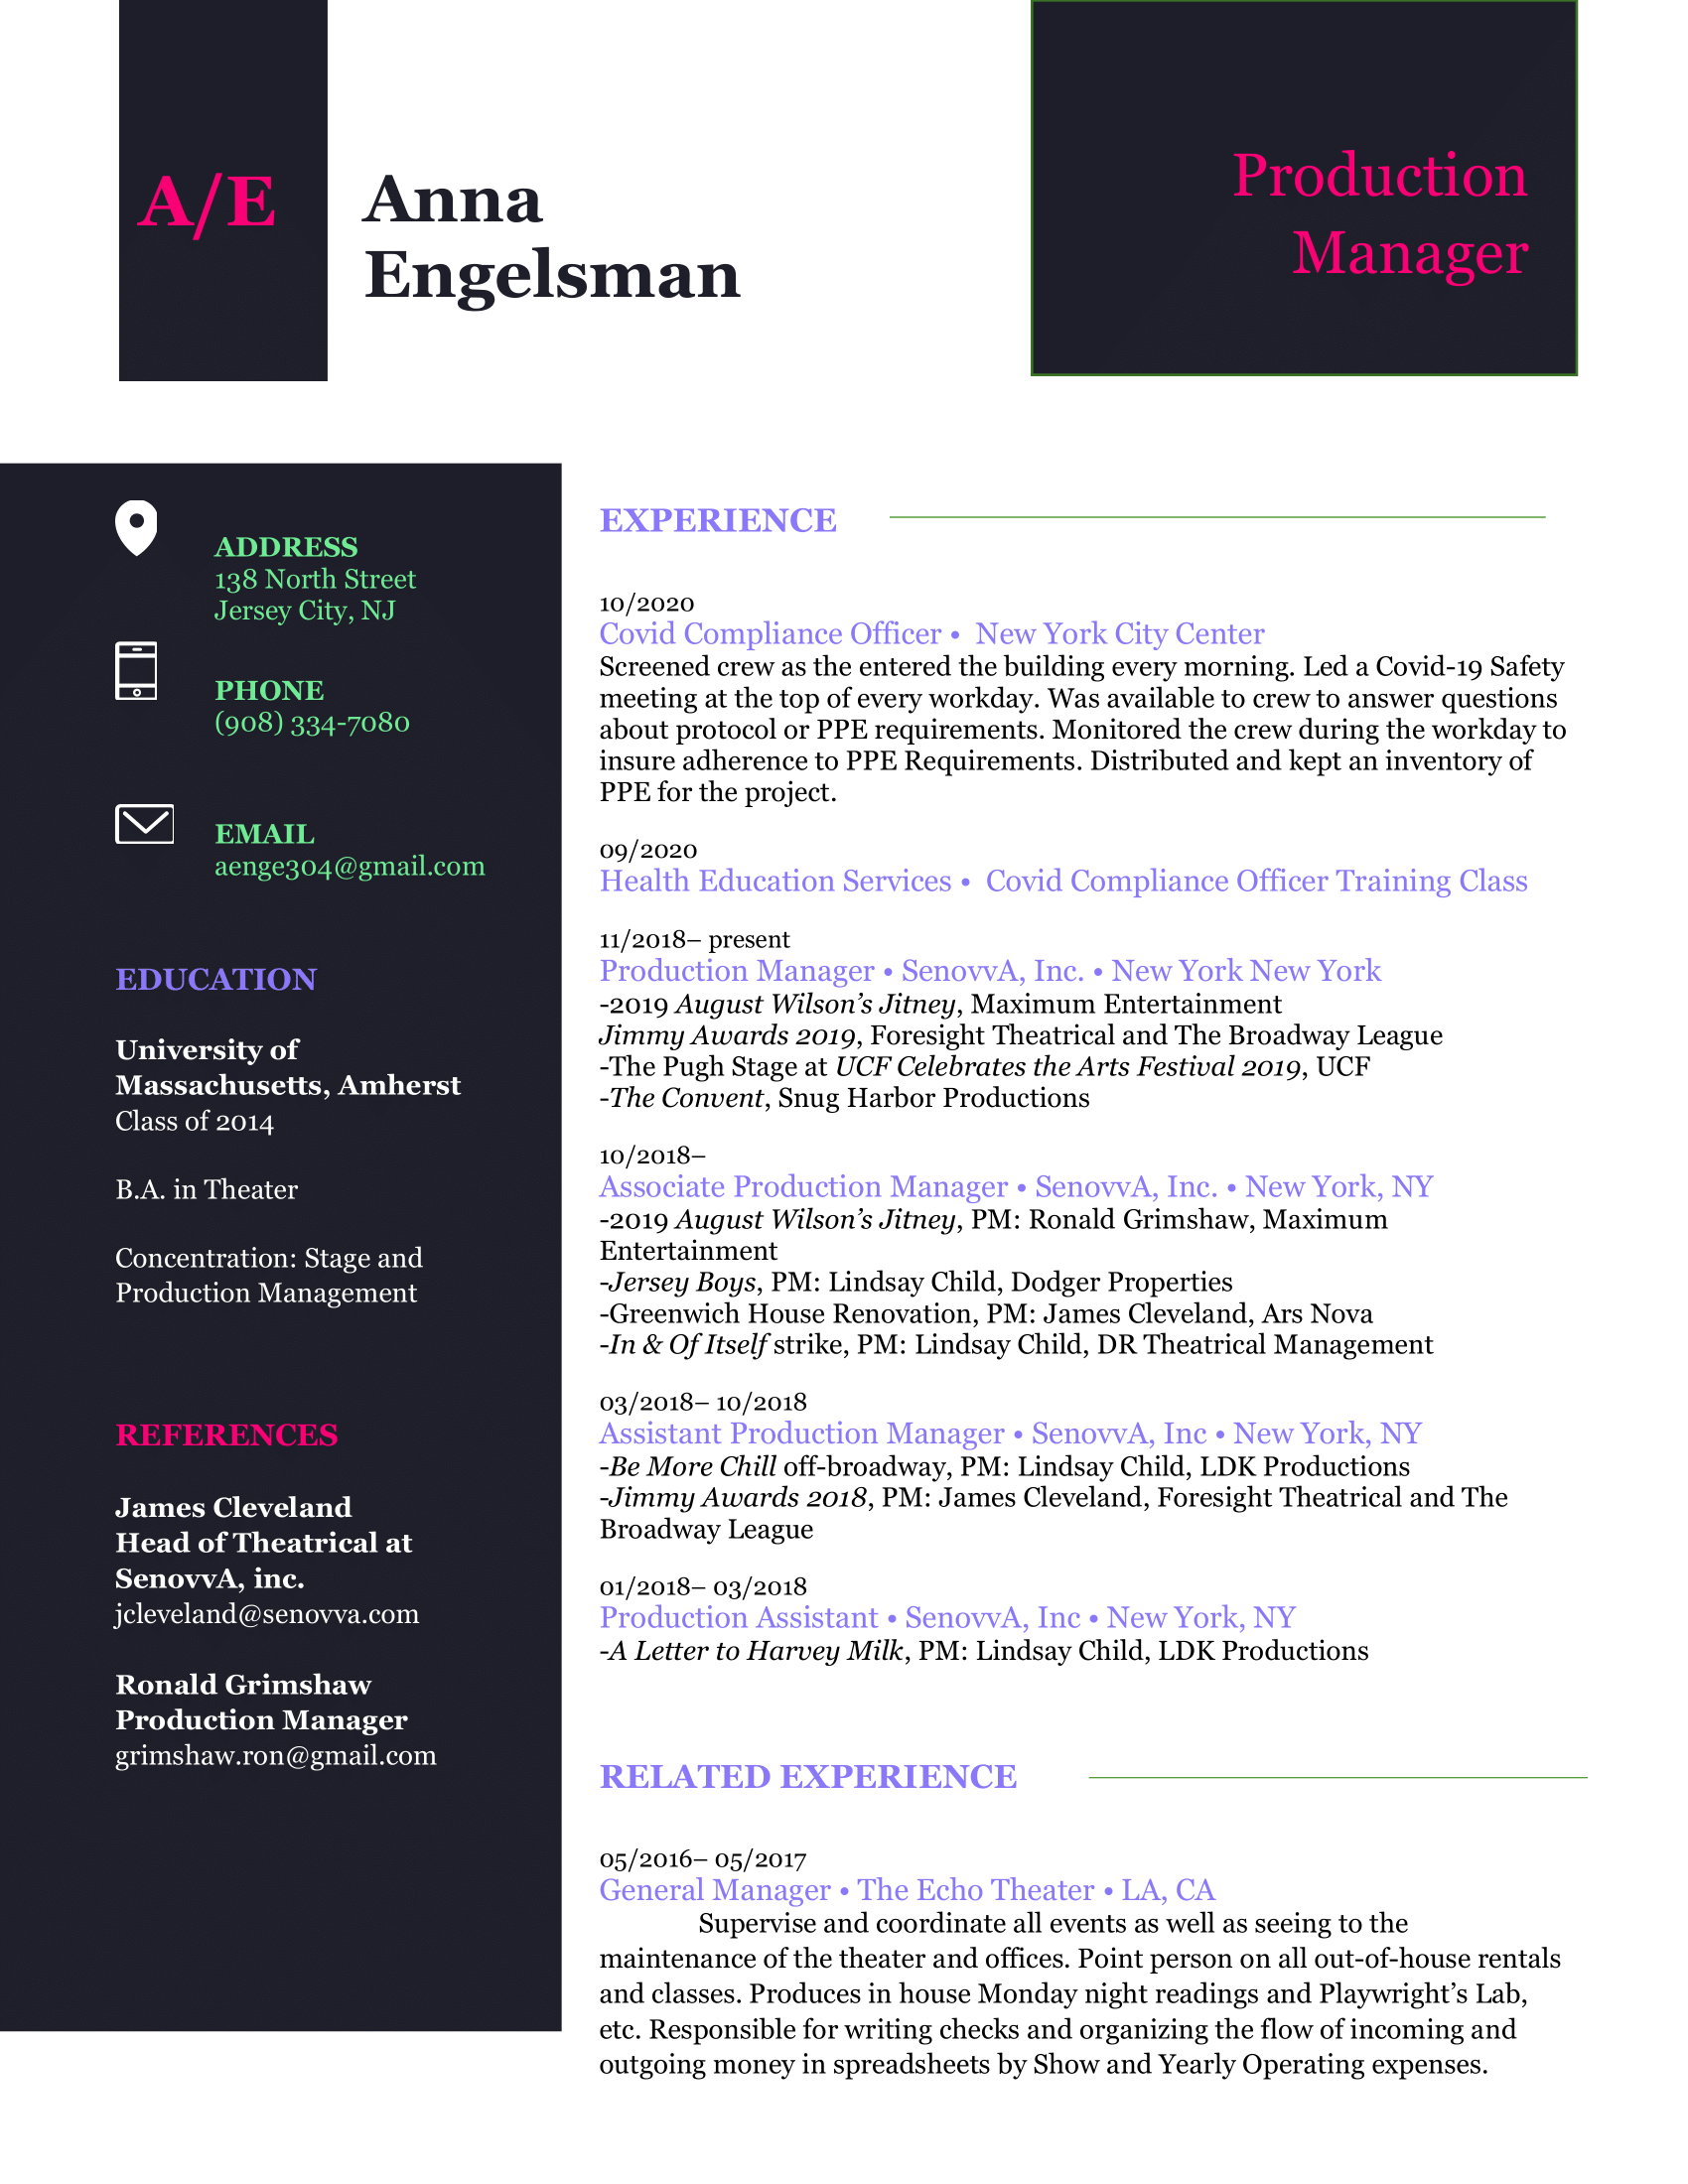 A/E
Anna
Engelsman
Production
Manager
ADDRESS
138 North Street
Jersey City, NJ
PHONE
(908) 334-7080
EMAIL
aenge304@gmail.com
EDUCATION
University of
Massachusetts, Amherst
Class of 2014
B.A. in Theater
Concentration: Stage and
Production Management
REFERENCES
James Cleveland
Head of Theatrical at
SenovvA, inc.
jcleveland@senovva.com
Ronald Grimshaw
Production Manager
grimshaw.ron@gmail.com
EXPERIENCE
10/2020
Covid Compliance Officer •  New York City Center
Screened crew as the entered the building every morning. Led a Covid-19 Safety
meeting at the top of every workday. Was available to crew to answer questions
about protocol or PPE requirements. Monitored the crew during the workday to
insure adherence to PPE Requirements. Distributed and kept an inventory of
PPE for the project.
09/2020
Health Education Services •  Covid Compliance Officer Training Class
11/2018– present
Production Manager • SenovvA, Inc. • New York New York
-2019 August Wilson’s Jitney, Maximum Entertainment
Jimmy Awards 2019, Foresight Theatrical and The Broadway League
-The Pugh Stage at UCF Celebrates the Arts Festival 2019, UCF
-The Convent, Snug Harbor Productions
10/2018–
Associate Production Manager • SenovvA, Inc. • New York, NY
-2019 August Wilson’s Jitney, PM: Ronald Grimshaw, Maximum
Entertainment
-Jersey Boys, PM: Lindsay Child, Dodger Properties
-Greenwich House Renovation, PM: James Cleveland, Ars Nova
-In & Of Itself strike, PM: Lindsay Child, DR Theatrical Management
03/2018– 10/2018
Assistant Production Manager • SenovvA, Inc • New York, NY
-Be More Chill off-broadway, PM: Lindsay Child, LDK Productions
-Jimmy Awards 2018, PM: James Cleveland, Foresight Theatrical and The
Broadway League
01/2018– 03/2018
Production Assistant • SenovvA, Inc • New York, NY
-A Letter to Harvey Milk, PM: Lindsay Child, LDK Productions
RELATED EXPERIENCE
05/2016– 05/2017
General Manager • The Echo Theater • LA, CA
Supervise and coordinate all events as well as seeing to the
maintenance of the theater and offices. Point person on all out-of-house rentals
and classes. Produces in house Monday night readings and Playwright’s Lab,
etc. Responsible for writing checks and organizing the flow of incoming and
outgoing money in spreadsheets by Show and Yearly Operating expenses.